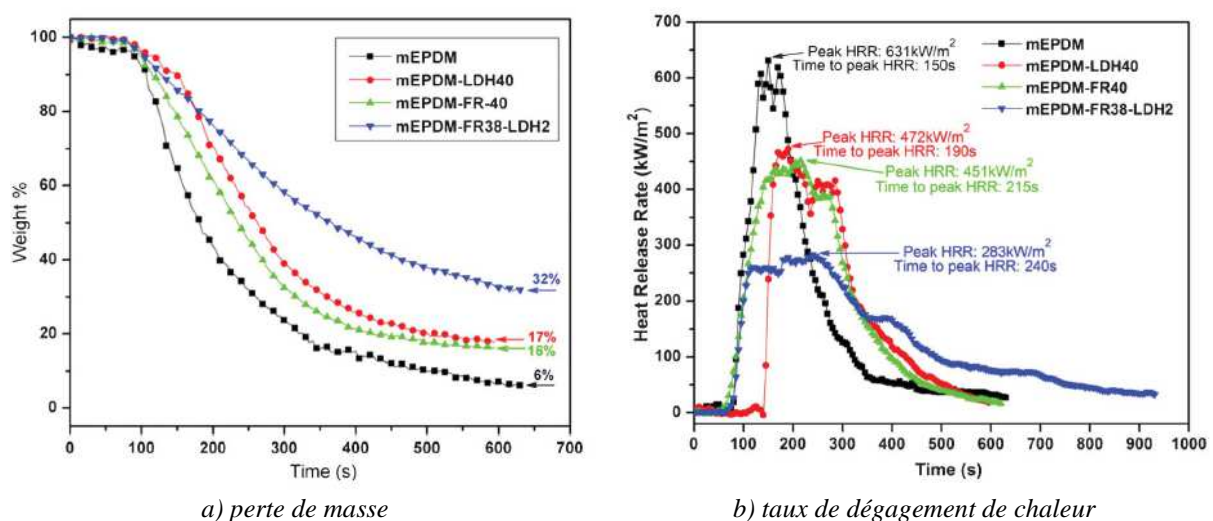 100
80
60
40
20
0
Weight %
mEPDM
mEPDM-LDH40
mEPDM-FR-40
mEPDM-FR38-LDH2
32%
17%
16%
6%
0 100 200 300 400 500 600 700
Time (s)
a) perte de masse
700
600
500
400
300
200
100
0
Heat Release Rate (kW/m²)
Peak HRR: 631kW/m²
Time to peak HRR: 150s
mEPDM
mEPDM-LDH40
mEPDM-FR40
mEPDM-FR38-LDH2
Peak HRR: 472kW/m²
Time to peak HRR: 190s
Peak HRR: 451kW/m²
Time to peak HRR: 215s
Peak HRR: 283kW/m²
Time to peak HRR: 240s
0 100 200 300 400 500 600 700 800 900 1000
Time (s)
b) taux de dégagement de chaleur